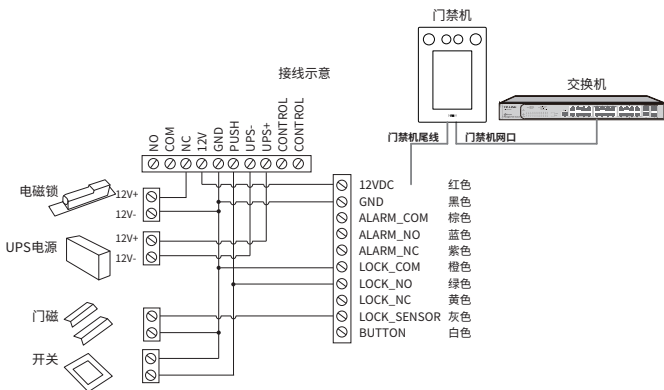 门禁机
接线示意
交换机
门禁机尾线 门禁机网口
NO
COM
NC
12V
GND
PUSH
UPS-
UPS+
CONTROL
CONTROL
电磁锁
12V+
12V-
UPS电源
12V+
12V-
门磁
开关
12VDC 红色
GND 黑色
ALARM_COM 棕色
ALARM_NO 蓝色
ALARM_NC 紫色
LOCK_COM 橙色
LOCK_NO 绿色
LOCK_NC 黄色
LOCK_SENSOR 灰色
BUTTON 白色